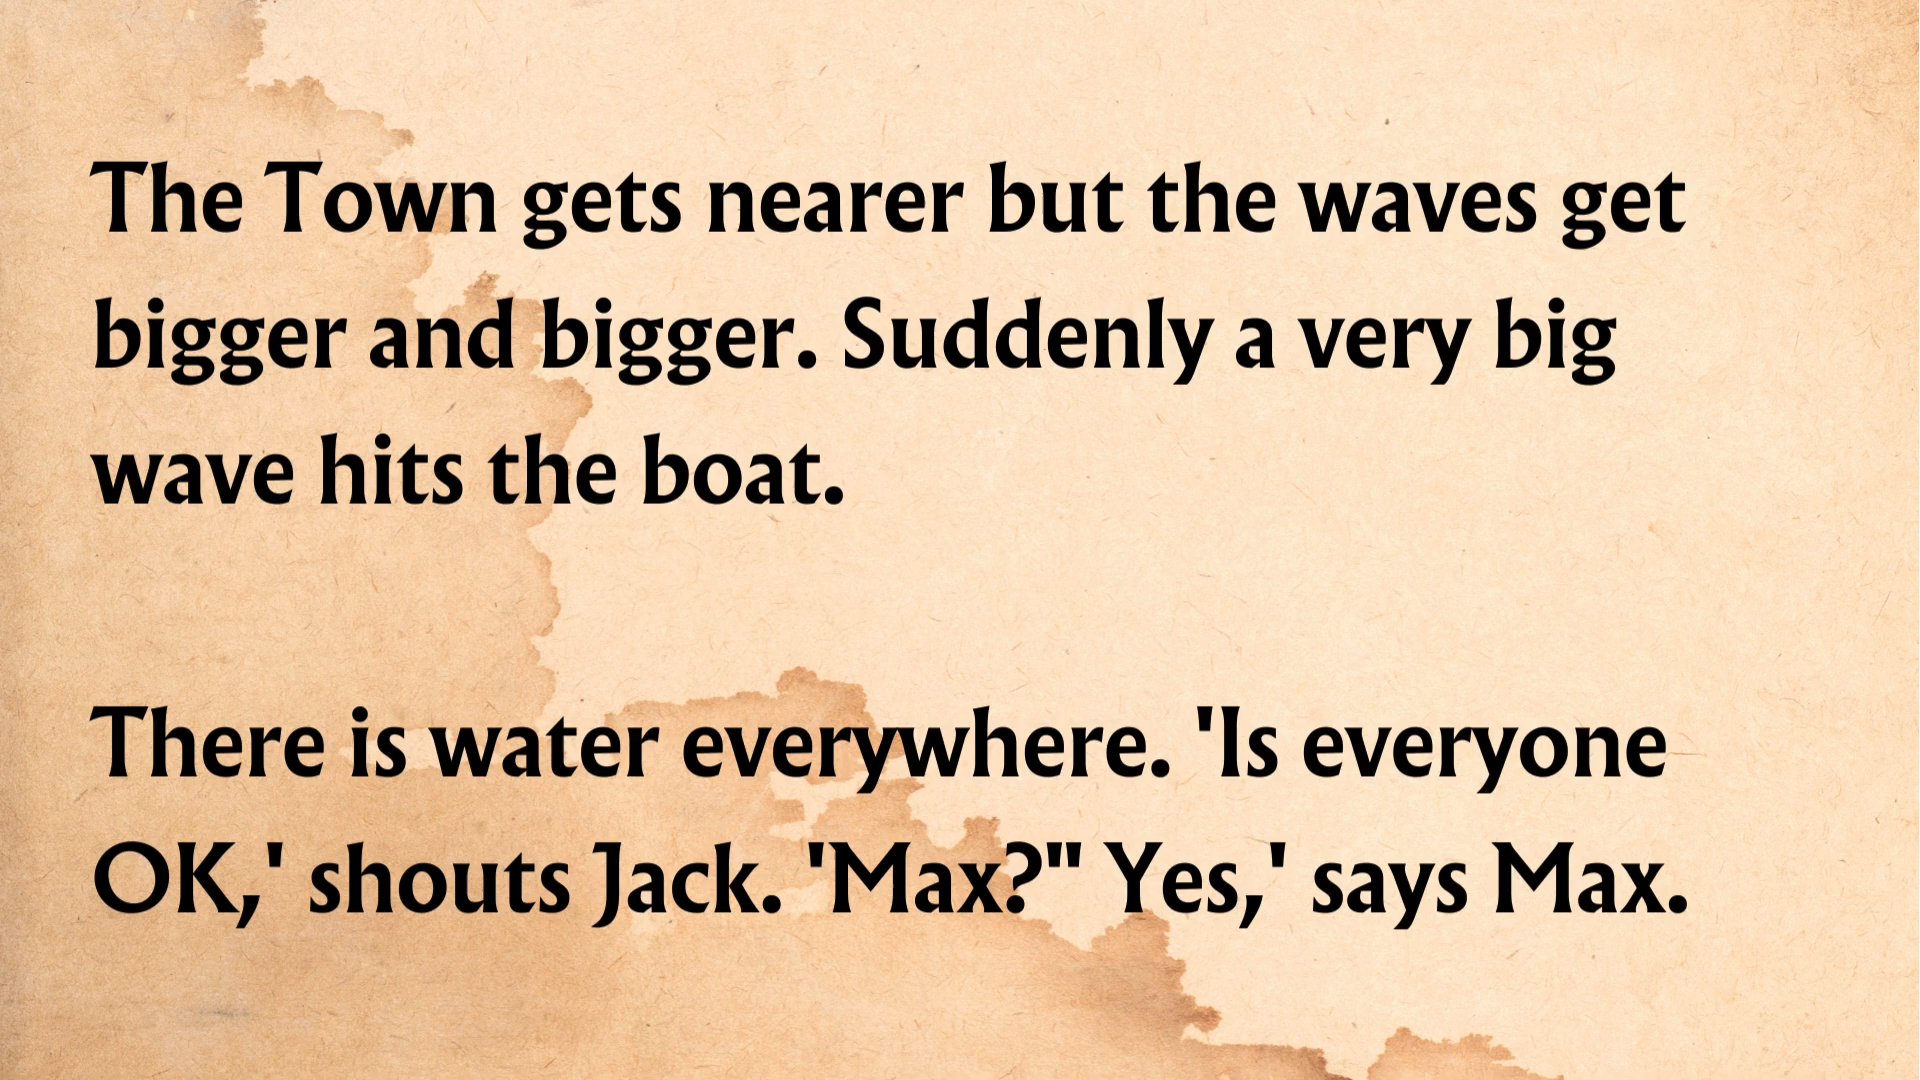 The Town gets nearer but the waves get
bigger and bigger. Suddenly a very big
wave hits the boat.
There is water everywhere. 'Is everyone
OK,' shouts Jack. 'Max?" Yes,' says Max.